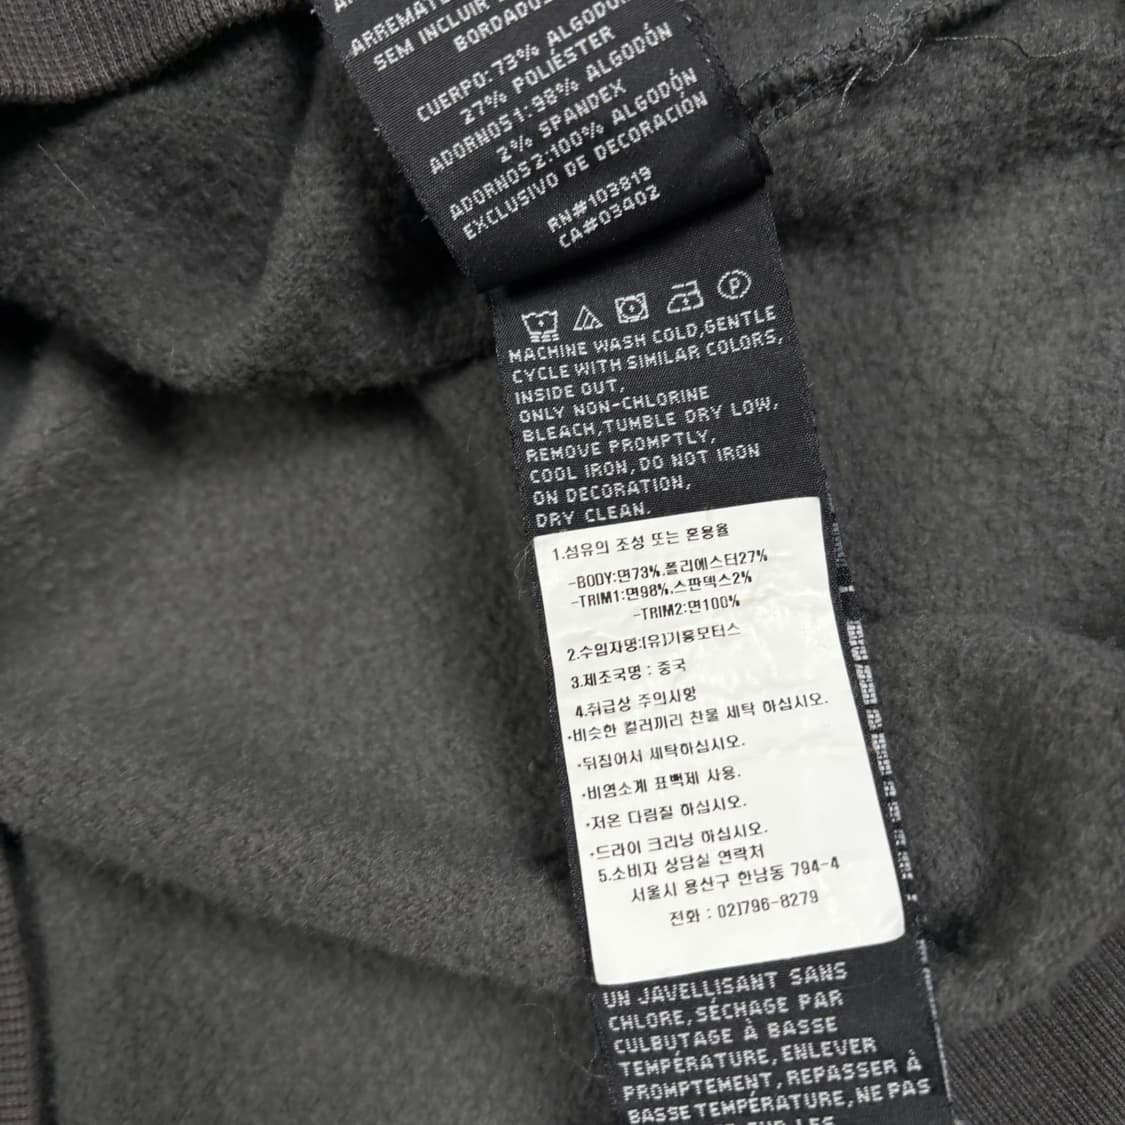 ARREMATE
SEM INCLUIR
BORDADOS
CUERPO:73% ALGODÓN
27% POLIÉSTER
ADORNOS1:98% ALGODÓN
2% SPANDEX
ADORNOS2:100% ALGODÓN
EXCLUSIVO DE DECORACIÓN
RN#103819
CA#03402
P
MACHINE WASH COLD,GENTLE
CYCLE WITH SIMILAR COLORS,
INSIDE OUT,
ONLY NON-CHLORINE
BLEACH,TUMBLE DRY LOW,
REMOVE PROMPTLY,
COOL IRON,DO NOT IRON
ON DECORATION,
DRY CLEAN.
1.섬유의 조성 또는 혼용율
-BODY:면73%,폴리에스터27%
-TRIM1:면98%,스판덱스2%
-TRIM2:면100%
2.수입자명:(유)기흥모터스
3.제조국명 : 중국
4.취급상 주의사항
·비슷한 컬러끼리 찬물 세탁 하십시오.
·뒤집어서 세탁하십시오.
·비염소계 표백제 사용.
·저온 다림질 하십시오.
·드라이 크리닝 하십시오.
5.소비자 상담실 연락처
서울시 용산구 한남동 794-4
전화 : 02)796-8279
UN JAVELLISANT SANS
CHLORE,SÉCHAGE PAR
CULBUTAGE À BASSE
TEMPÉRATURE,ENLEVER
PROMPTEMENT,REPASSER À
BASSE TEMPÉRATURE,NE PAS
SUR LES